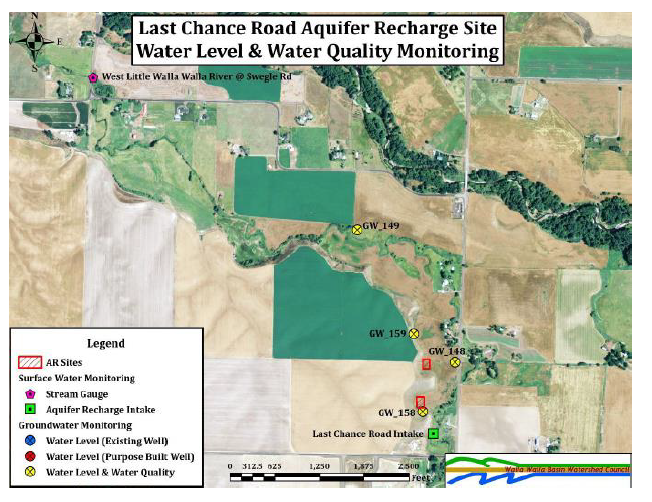 Last Chance Road Aquifer Recharge Site
Water Level & Water Quality Monitoring
N
E
S
West Little Walla Walla River @ Swegle Rd
GW_149
GW_159
GW_148
GW_158
Last Chance Road Intake
Legend
AR Sites
Surface Water Monitoring
Stream Gauge
Aquifer Recharge Intake
Groundwater Monitoring
Water Level (Existing Well)
Water Level (Purpose Built Well)
Water Level & Water Quality
0 312.5 625 1,250 1,875 2,500
Feet
Walla Walla Basin Watershed Council